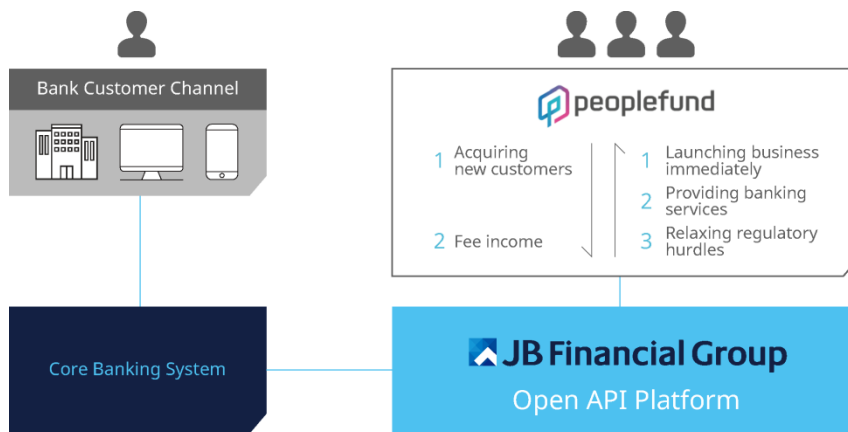 Bank Customer Channel
peoplefund
1 Acquiring
new customers
2 Fee income
1 Launching business
immediately
2 Providing banking
services
3 Relaxing regulatory
hurdles
Core Banking System
JB Financial Group
Open API Platform